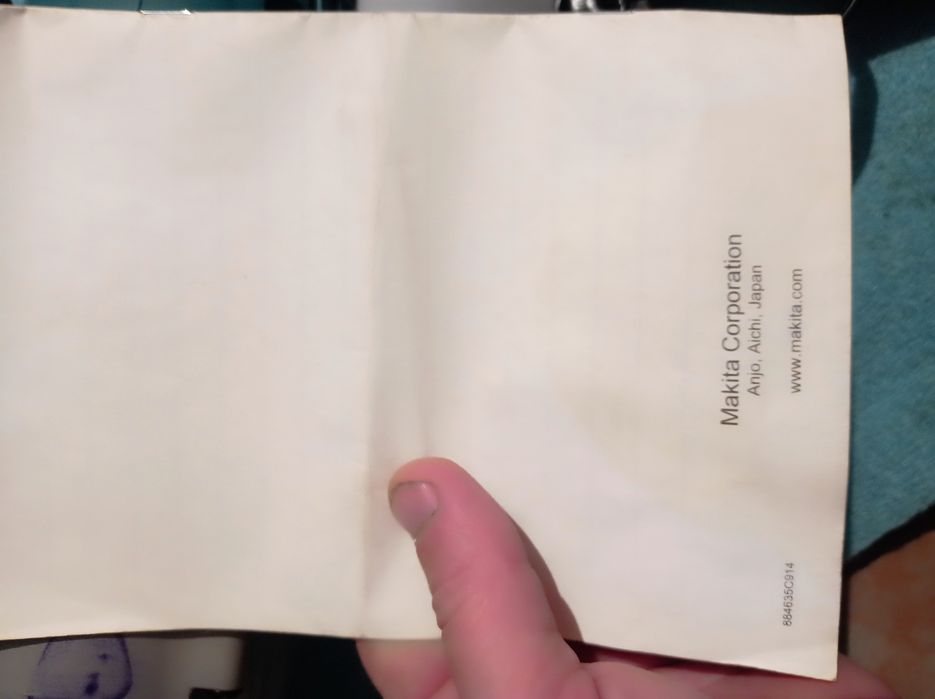 Makita Corporation
Anjo, Aichi, Japan
www.makita.com
884635C914